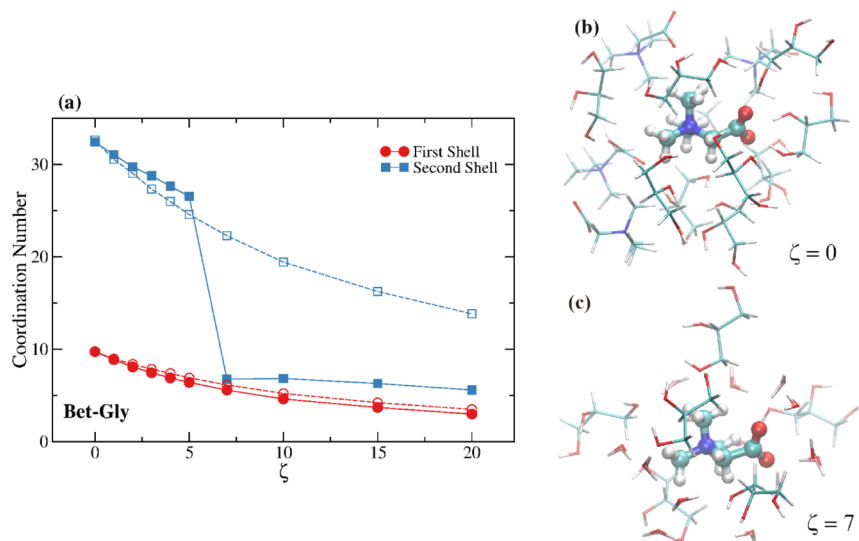 (a)
Coordination Number
30
20
10
0
First Shell
Second Shell
Bet-Gly
0 5 10 15 20
ζ
(b)
ζ = 0
(c)
ζ = 7